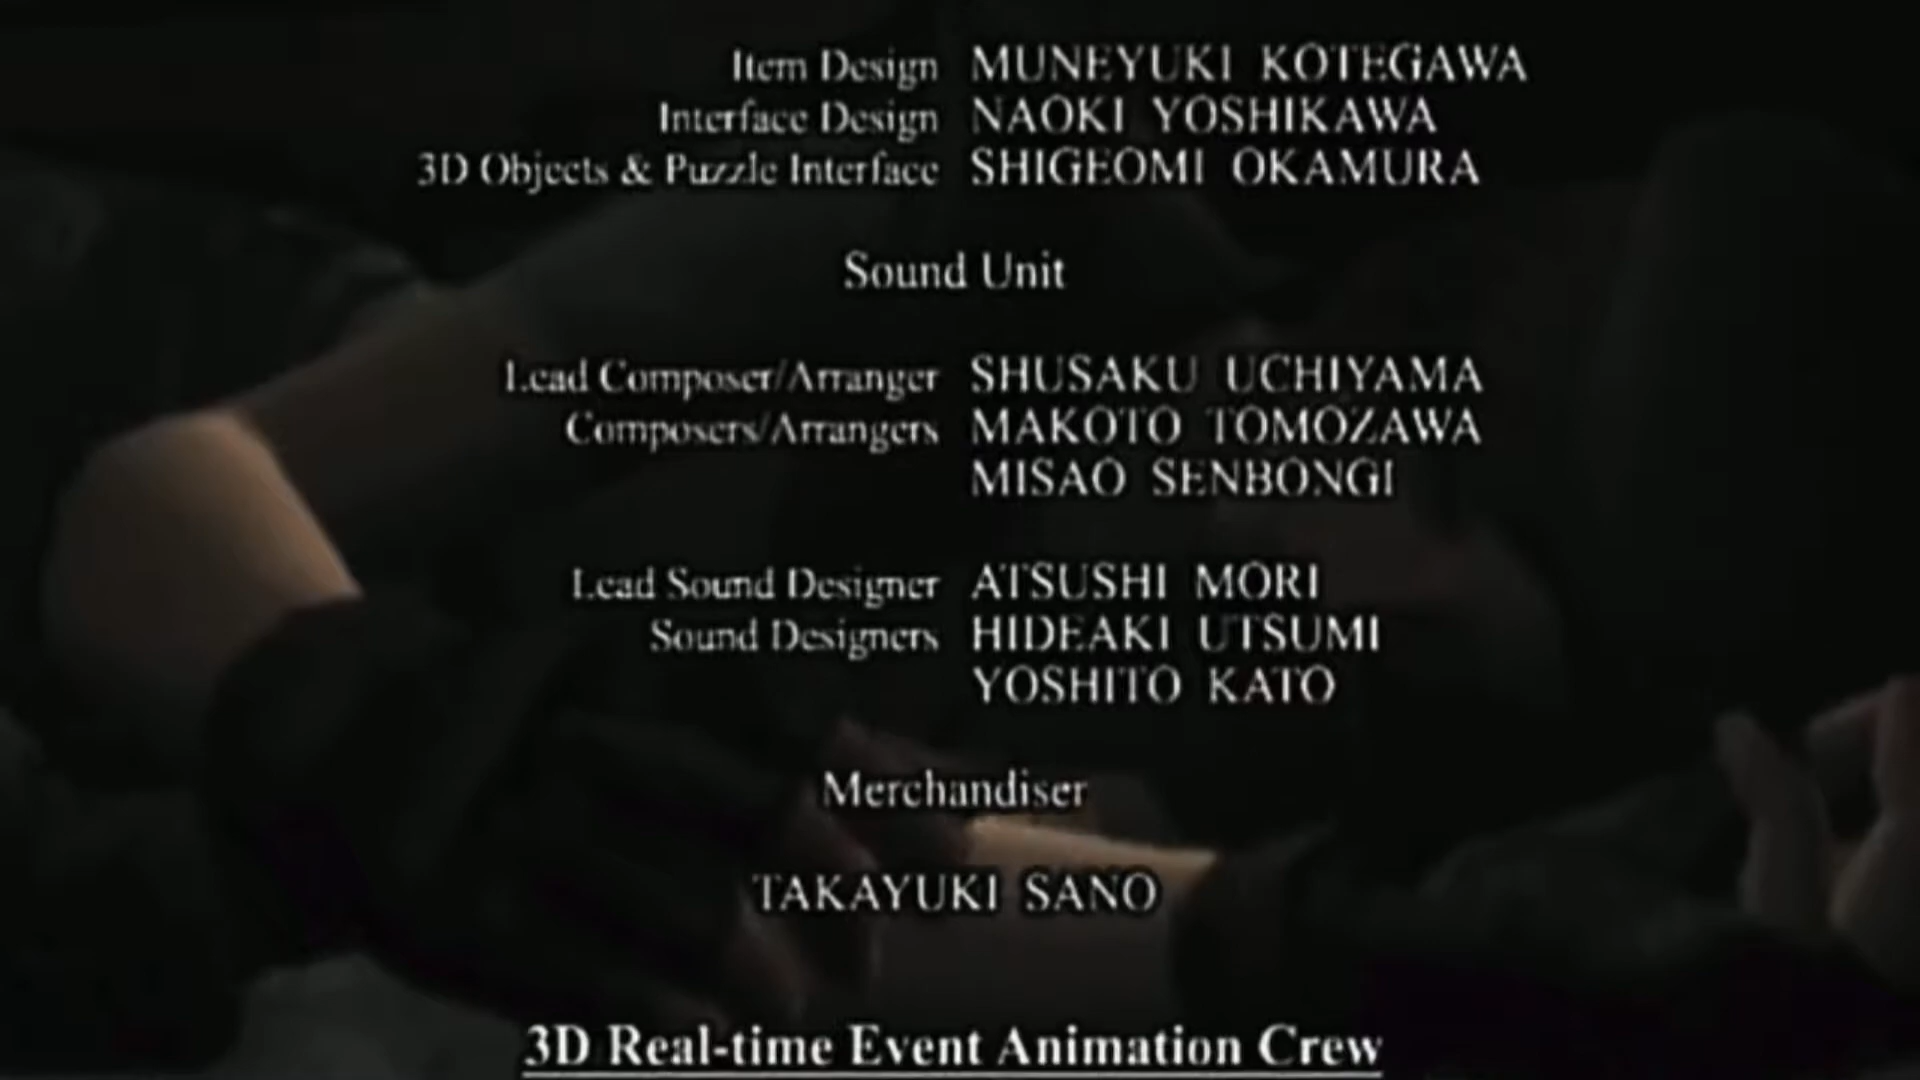 Item Design MUNEYUKI KOTEGAWA
Interface Design NAOKI YOSHIKAWA
3D Objects & Puzzle Interface SHIGEOMI OKAMURA
Sound Unit
Lead Composer/Arranger SHUSAKU UCHIYAMA
Composers/Arrangers MAKOTO TOMOZAWA
MISAO SENBONGI
Lead Sound Designer ATSUSHI MORI
Sound Designers HIDEAKI UTSUMI
YOSHITO KATO
Merchandiser
TAKAYUKI SANO
3D Real-time Event Animation Crew